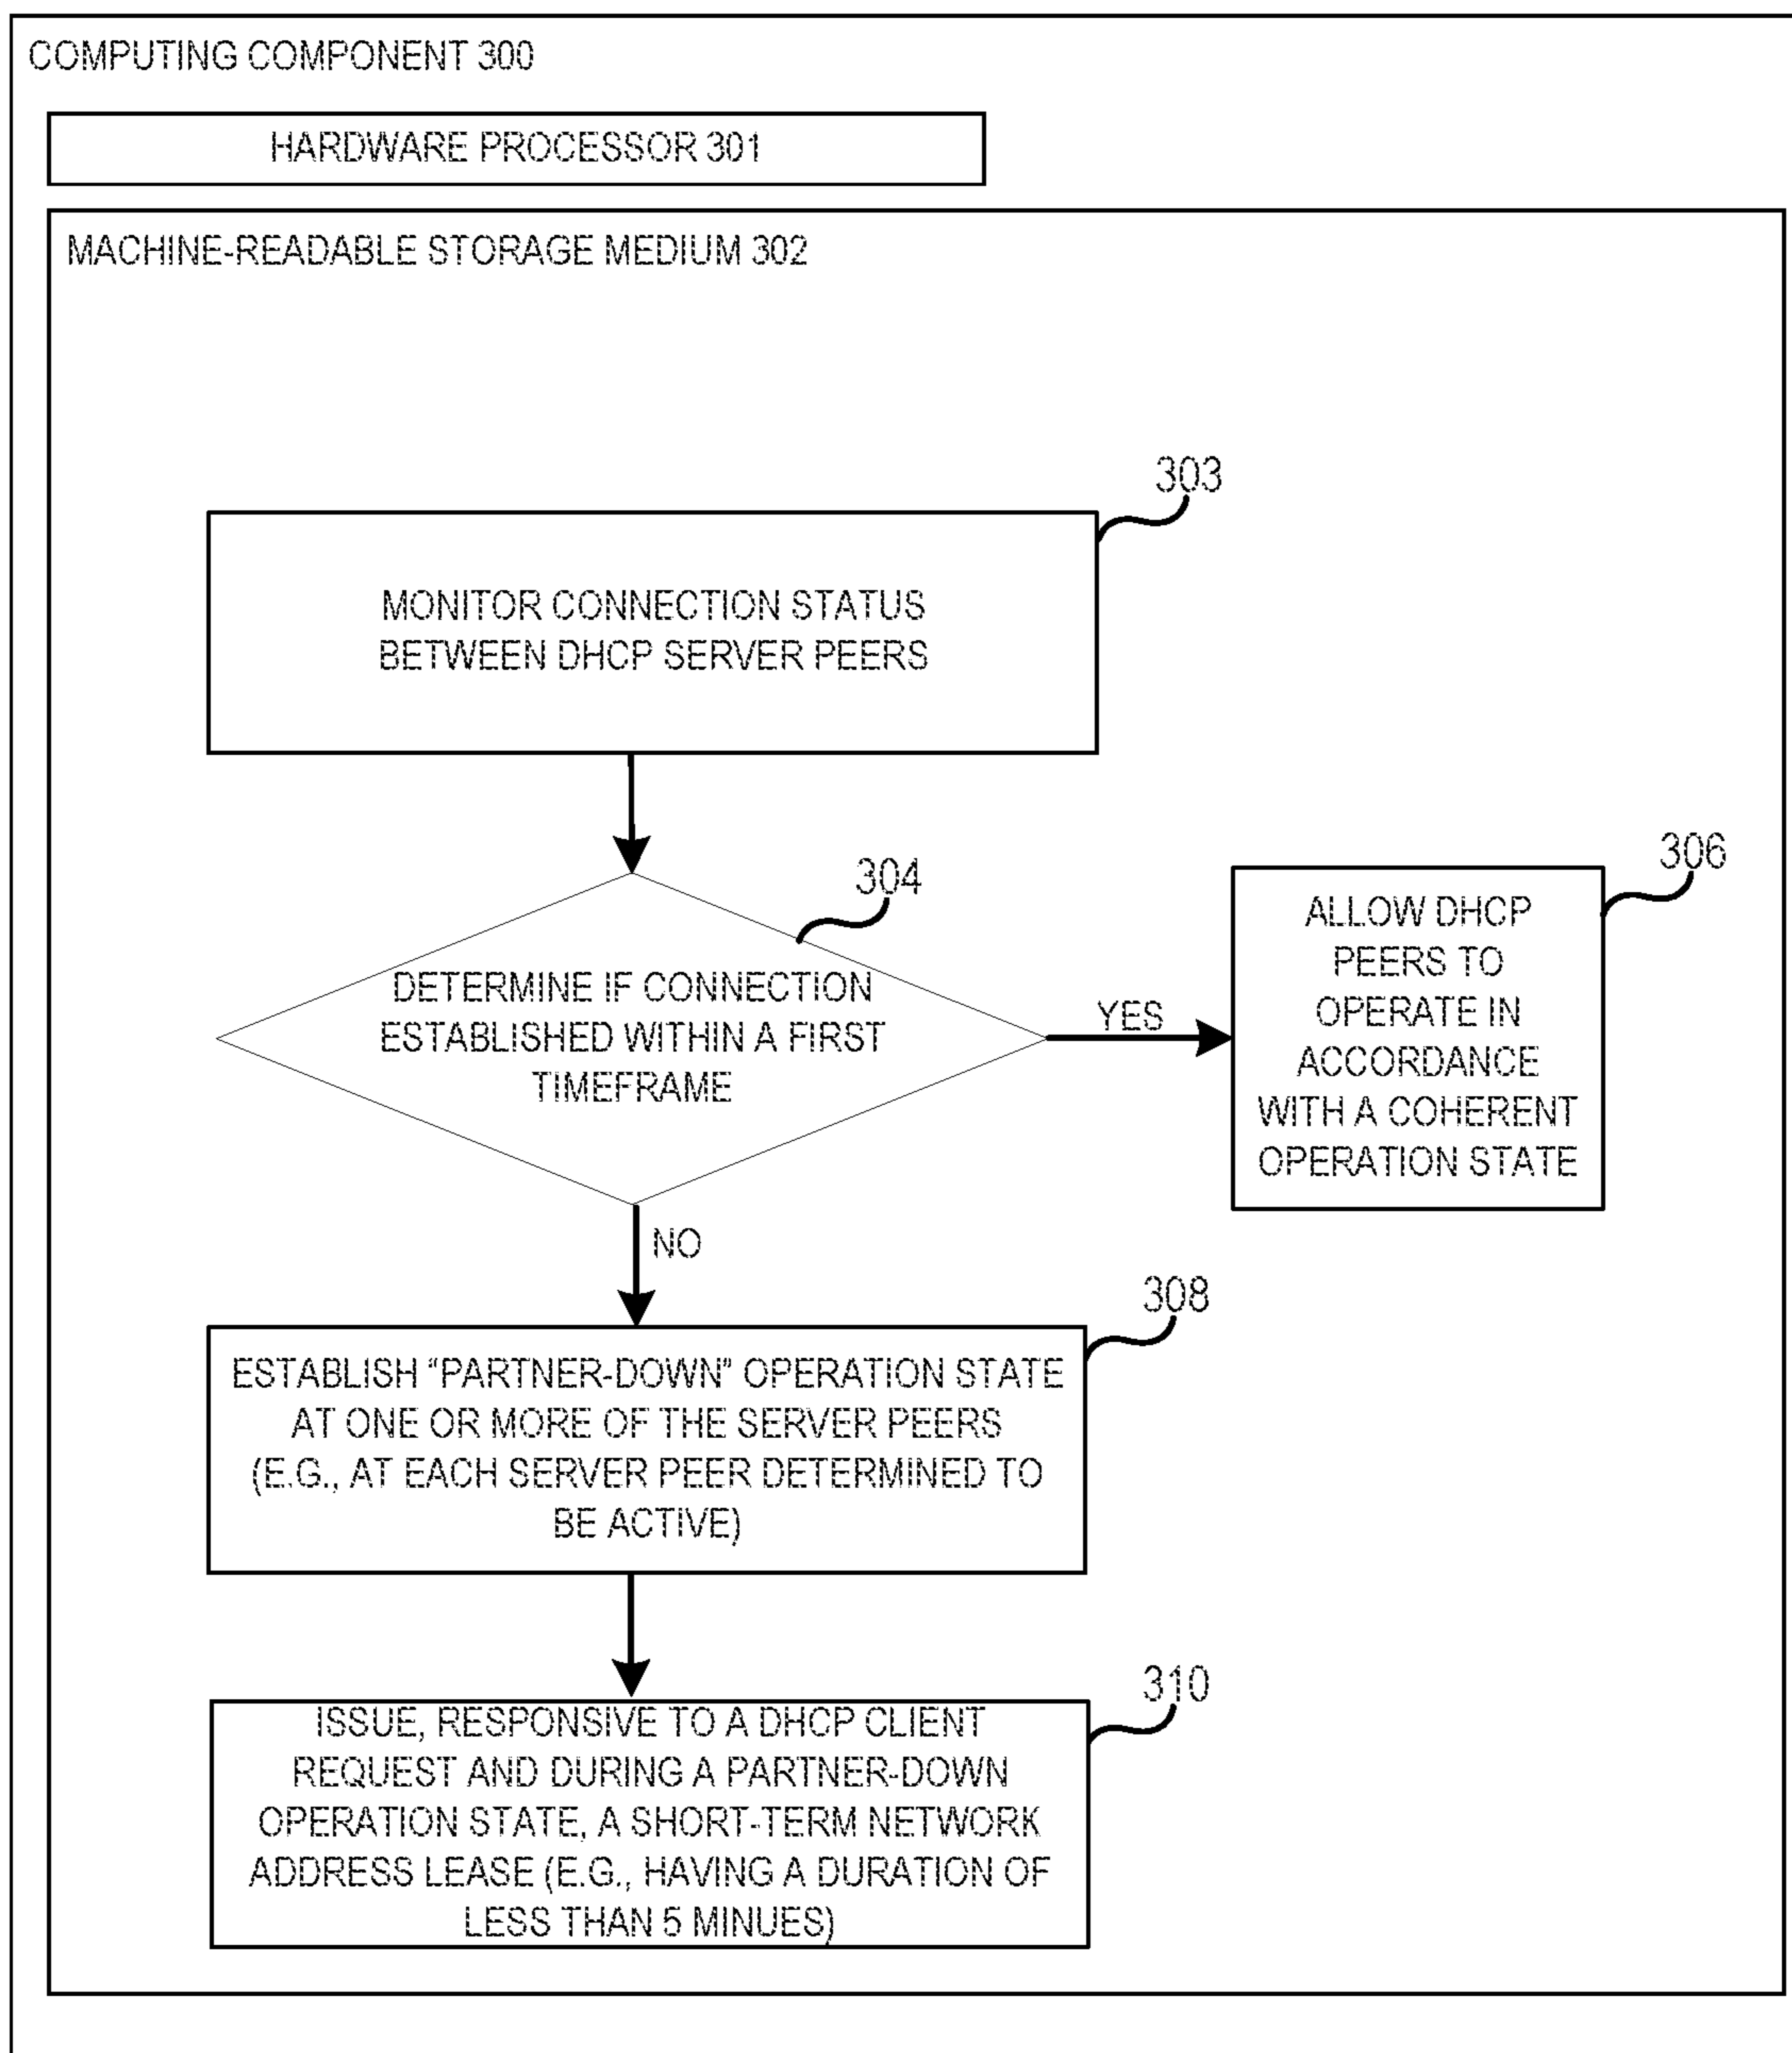 COMPUTING COMPONENT 300
HARDWARE PROCESSOR 301
MACHINE-READABLE STORAGE MEDIUM 302
303
MONITOR CONNECTION STATUS
BETWEEN DHCP SERVER PEERS
304
DETERMINE IF CONNECTION
ESTABLISHED WITHIN A FIRST
TIMEFRAME
YES
306
ALLOW DHCP
PEERS TO
OPERATE IN
ACCORDANCE
WITH A COHERENT
OPERATION STATE
NO
308
ESTABLISH “PARTNER-DOWN” OPERATION STATE
AT ONE OR MORE OF THE SERVER PEERS
(E.G., AT EACH SERVER PEER DETERMINED TO
BE ACTIVE)
310
ISSUE, RESPONSIVE TO A DHCP CLIENT
REQUEST AND DURING A PARTNER-DOWN
OPERATION STATE, A SHORT-TERM NETWORK
ADDRESS LEASE (E.G., HAVING A DURATION OF
LESS THAN 5 MINUES)